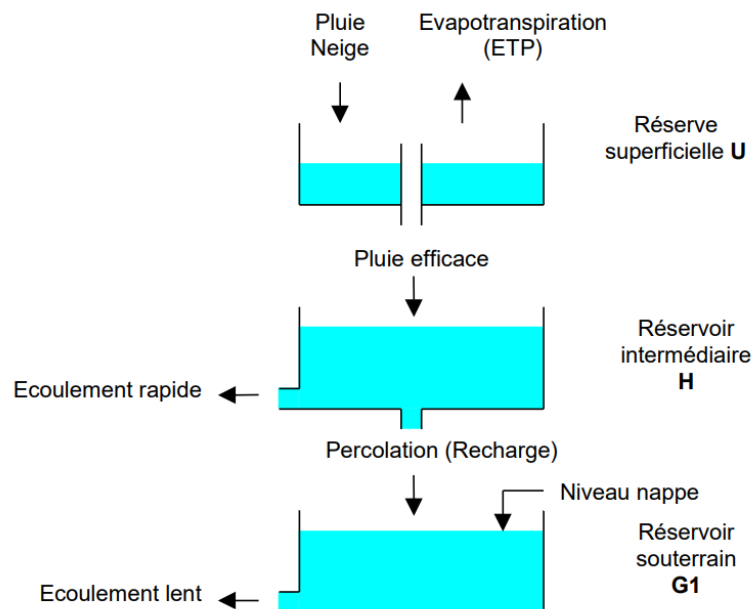 Pluie
Neige
Evapotranspiration
(ETP)
Réserve
superficielle U
Pluie efficace
Réservoir
intermédiaire
H
Ecoulement rapide
Percolation (Recharge)
Niveau nappe
Réservoir
souterrain
G1
Ecoulement lent